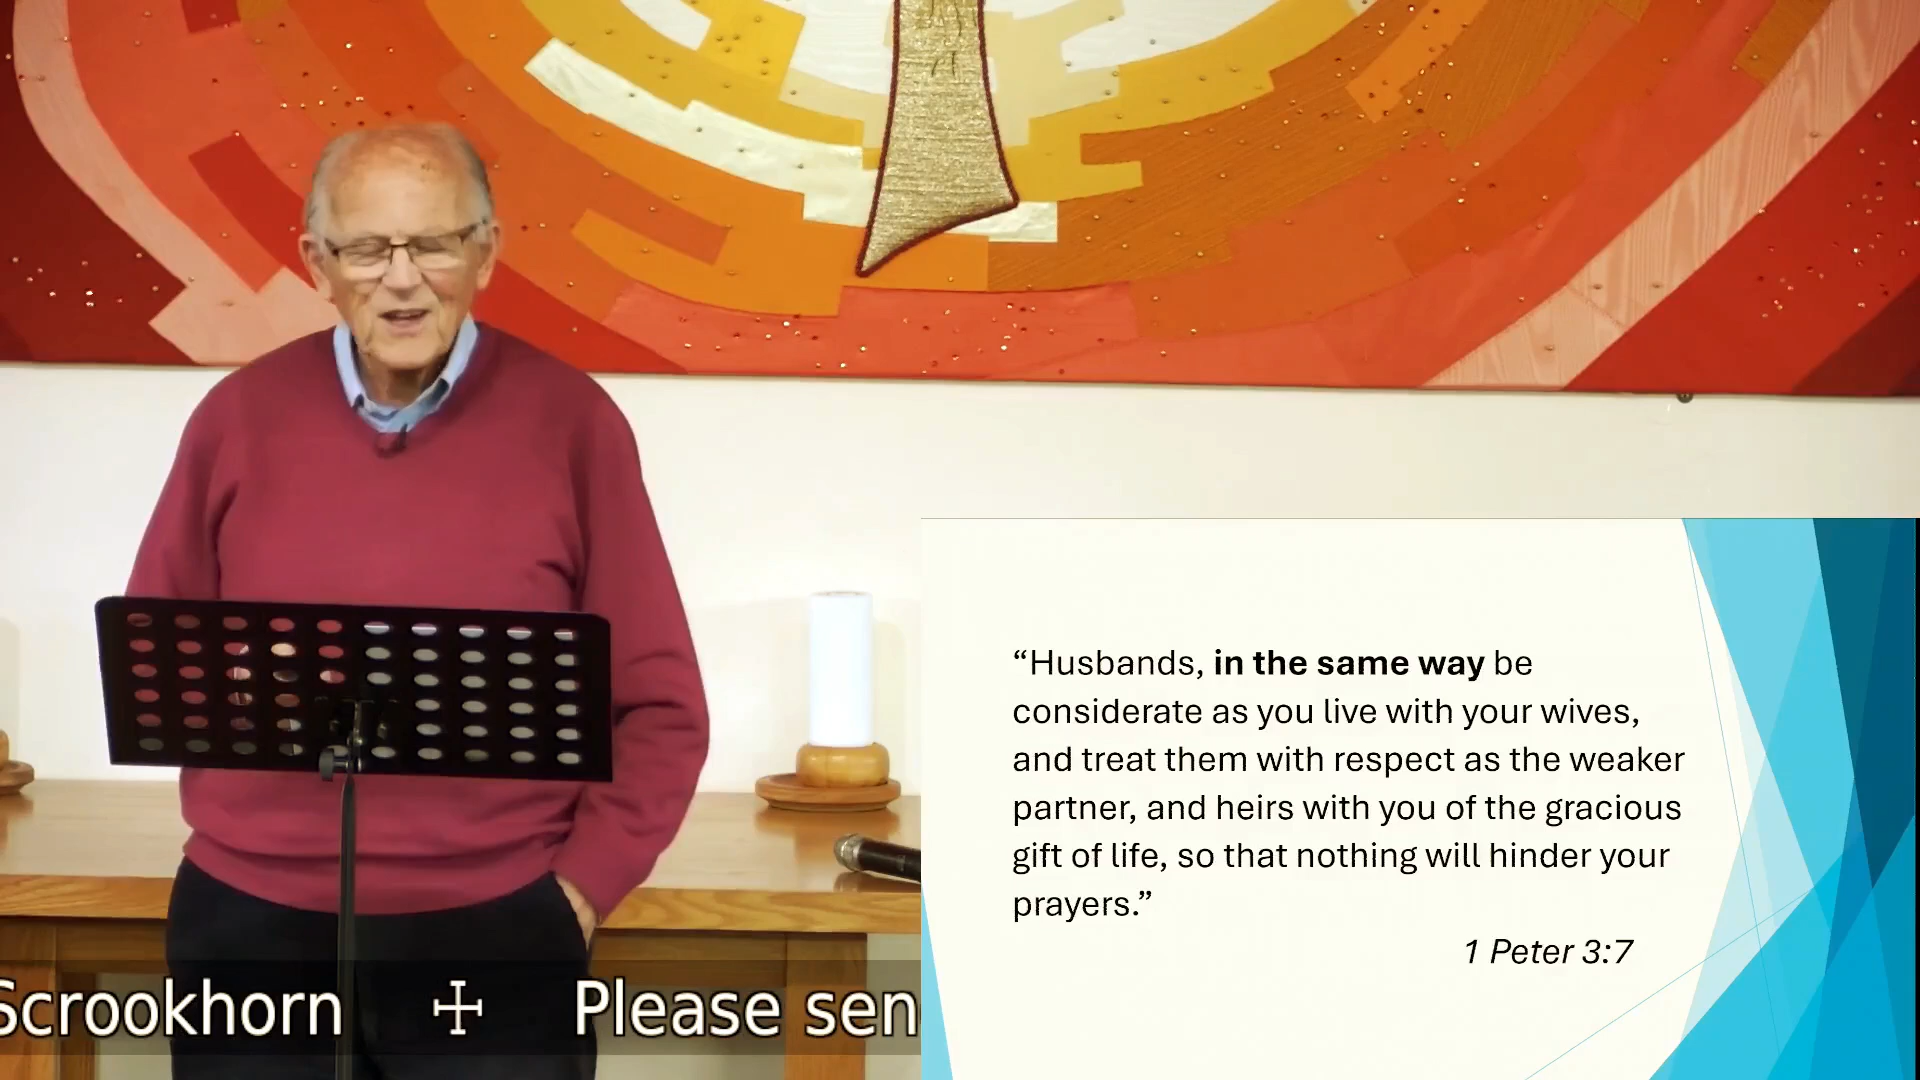 “Husbands, in the same way be
considerate as you live with your wives,
and treat them with respect as the weaker
partner, and heirs with you of the gracious
gift of life, so that nothing will hinder your
prayers.”
1 Peter 3:7
Scrookhorn ☩ Please sen